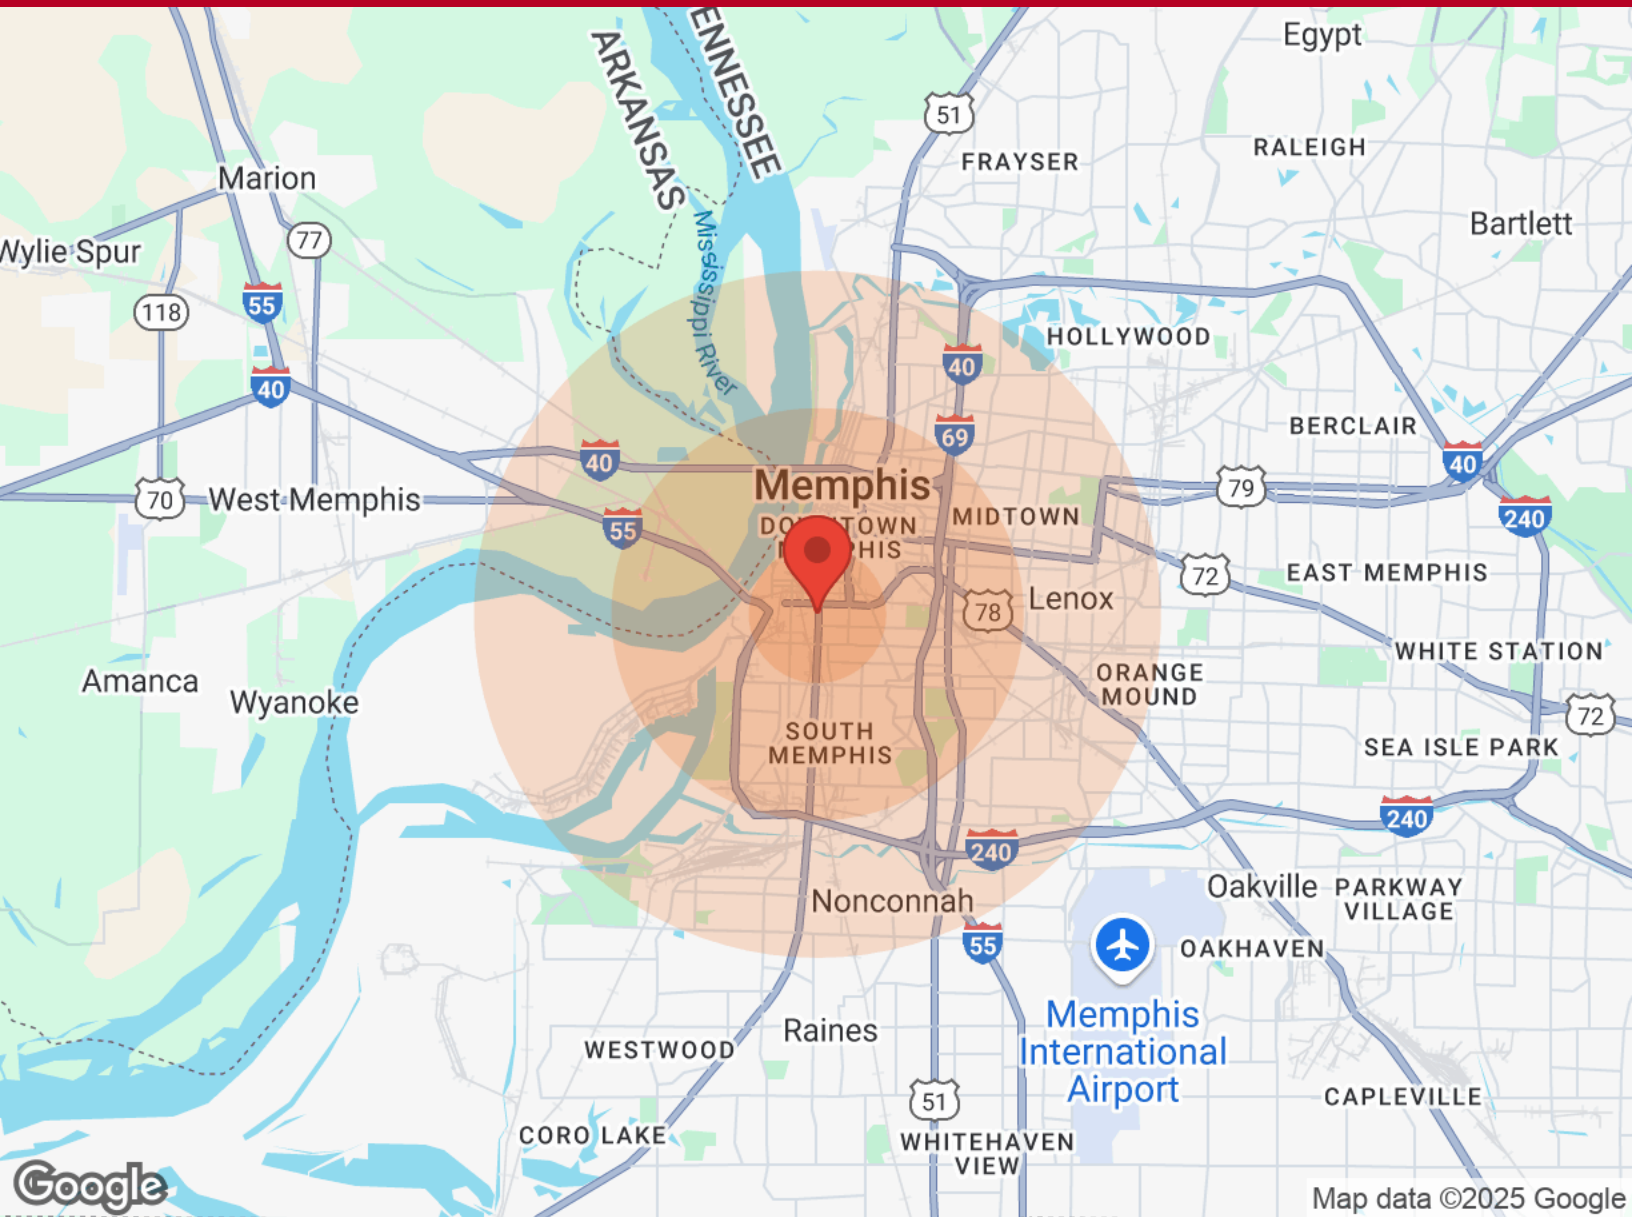 Egypt
ENNESSEE
ARKANSAS
51
FRAYSER
RALEIGH
Marion
Bartlett
77
Wylie Spur
Mississippi River
55
118
HOLLYWOOD
40
40
BERCLAIR
69
40
40
Memphis
79
70
West Memphis
MIDTOWN
240
55
DOWNTOWN
MEMPHIS
72
EAST MEMPHIS
78
Lenox
WHITE STATION
Amanca
Wyanoke
ORANGE
MOUND
72
SOUTH
MEMPHIS
SEA ISLE PARK
240
240
Nonconnah
Oakville
PARKWAY
VILLAGE
55
OAKHAVEN
Memphis
International
Airport
Raines
WESTWOOD
51
CAPLEVILLE
CORO LAKE
WHITEHAVEN
VIEW
Google
Map data ©2025 Google